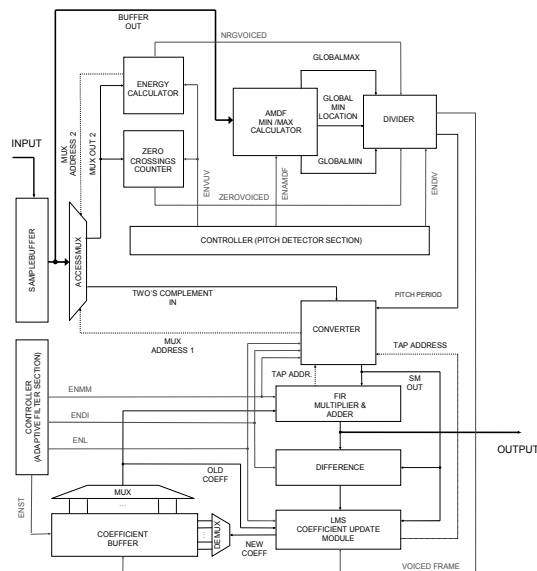 BUFFER
OUT
NRGVOICED
GLOBALMAX
ENERGY
CALCULATOR
AMDF
MIN /MAX
CALCULATOR
GLOBAL
MIN
LOCATION
DIVIDER
INPUT
MUX
ADDRESS 2
MUX OUT 2
ZERO
CROSSINGS
COUNTER
ENVUV
ENAMDF
GLOBALMIN
ENDIV
ZEROVOICED
SAMPLEBUFFER
ACCESSMUX
CONTROLLER (PITCH DETECTOR SECTION)
TWO'S COMPLEMENT
IN
PITCH PERIOD
CONVERTER
MUX
ADDRESS 1
TAP ADDRESS
CONTROLLER
(ADAPTIVE FILTER SECTION)
TAP ADDR.
SM
OUT
ENMM
FIR
MULTIPLIER &
ADDER
ENDI
ENL
OUTPUT
OLD
COEFF
DIFFERENCE
MUX
...
ENST
COEFFICIENT
BUFFER
...
DEMUX
NEW
COEFF
LMS
COEFFICIENT UPDATE
MODULE
VOICED FRAME